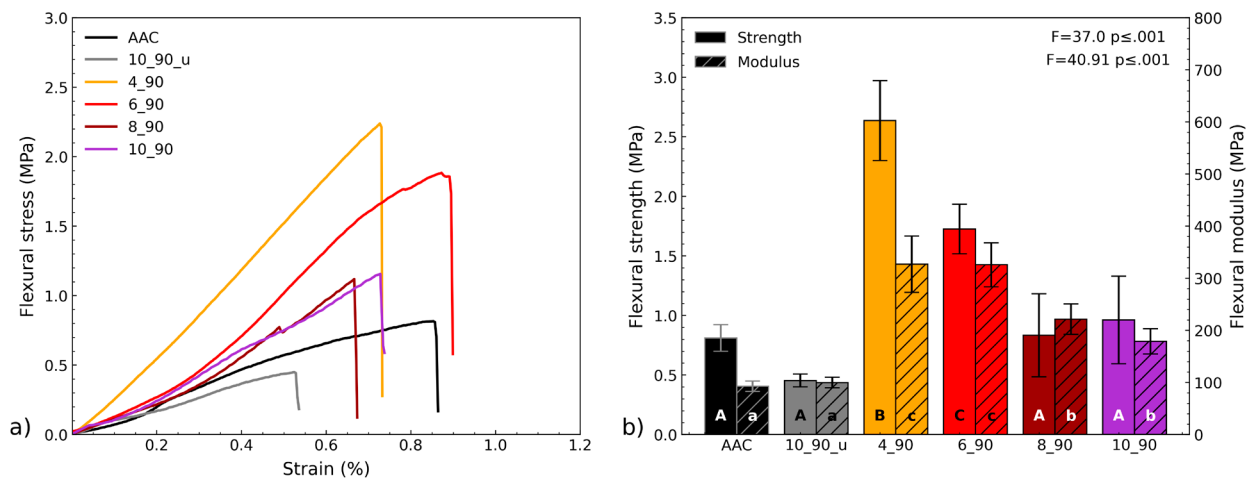 3.0
2.5
2.0
1.5
1.0
0.5
0.0
Flexural stress (MPa)
AAC
10_90_u
4_90
6_90
8_90
10_90
a)
0.2 0.4 0.6 0.8 1.0 1.2
Strain (%)
3.5
3.0
2.5
2.0
1.5
1.0
0.5
0.0
Flexural strength (MPa)
Strength
Modulus
F=37.0 p≤.001
F=40.91 p≤.001
A a A a B c C c A b A b
b)
AAC 10_90_u 4_90 6_90 8_90 10_90
800
700
600
500
400
300
200
100
0
Flexural modulus (MPa)